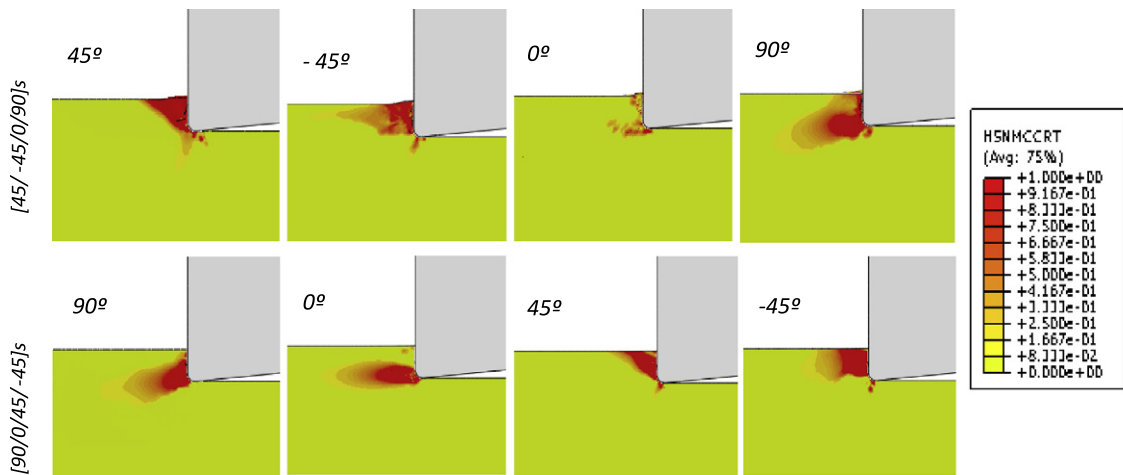 [45/ -45/0/90]s
45º
- 45º
0º
90º
[90/0/45/ -45]s
90º
0º
45º
-45º
HSNMCCRT
(Avg: 75%)
+1.000e+00
+9.167e-01
+8.333e-01
+7.500e-01
+6.667e-01
+5.833e-01
+5.000e-01
+4.167e-01
+3.333e-01
+2.500e-01
+1.667e-01
+8.333e-02
+0.000e+00